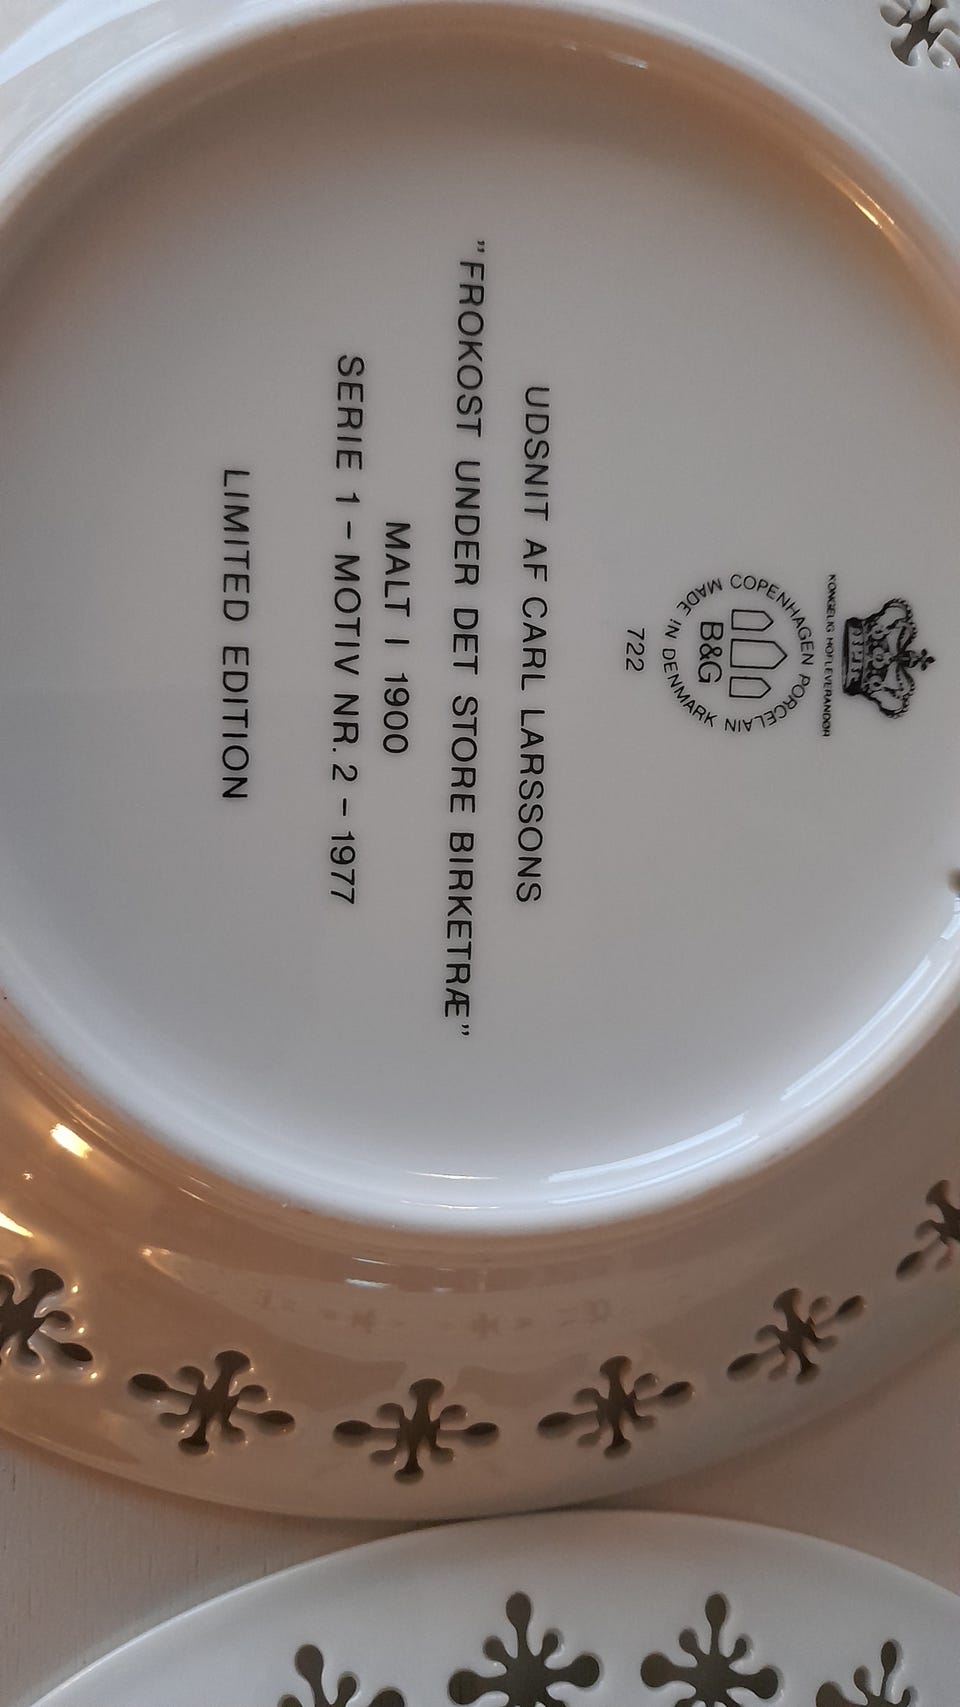 KONGELIG HOFLEVERANDØR
COPENHAGEN PORCELAIN
B&G
MADE IN DENMARK
722
UDSNIT AF CARL LARSSONS
"FROKOST UNDER DET STORE BIRKETRÆ"
MALT I 1900
SERIE 1 - MOTIV NR. 2 - 1977
LIMITED EDITION